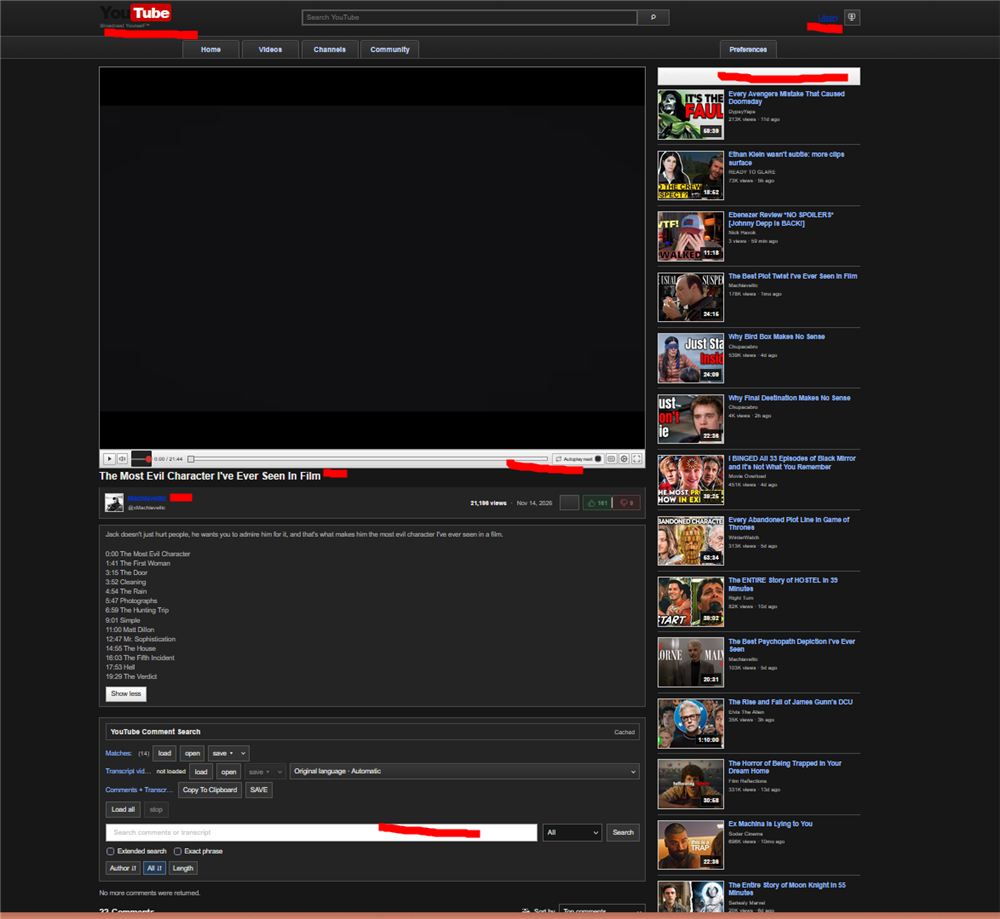 YouTube
Broadcast Yourself™
Search YouTube
Home
Videos
Channels
Community
Preferences
Every Avengers Mistake That Caused
Doomsday
213K views · 11d ago
58:38
Ethan Klein wasn't subtle: more clips
surface
READY TO GLARE
73K views · 5h ago
18:52
Ebenezer Review *NO SPOILERS*
[Johnny Depp is BACK!]
Nick Havok
3 views · 59 min ago
11:18
The Best Plot Twist I've Ever Seen In Film
Machiavellic
178K views · 1mo ago
24:15
Why Bird Box Makes No Sense
Chupacabro
539K views · 4d ago
24:09
Why Final Destination Makes No Sense
Chupacabro
4K views · 2h ago
22:36
I BINGED All 33 Episodes of Black Mirror
and It's Not What You Remember
Movie Overload
451K views · 4d ago
Every Abandoned Plot Line in Game of
Thrones
WinterWatch
313K views · 5d ago
53:34
The ENTIRE Story of HOSTEL in 39
Minutes
Right Turn
82K views · 10d ago
The Best Psychopath Depiction I've Ever
Seen
Machiavellic
103K views · 5d ago
20:31
The Rise and Fall of James Gunn's DCU
Elvis The Alien
35K views · 3h ago
1:10:00
The Horror of Being Trapped In Your
Dream Home
Film Reflections
331K views · 13d ago
30:58
Ex Machina is Lying to You
Sodar Cinema
696K views · 10mo ago
22:38
The Entire Story of Moon Knight in 55
Minutes
0:00 / 21:44
Autoplay next
The Most Evil Character I've Ever Seen In Film
Machiavellic
@xMachiavellic
21,186 views · Nov 14, 2026
161
Jack doesn't just hurt people, he wants you to admire him for it, and that's what makes him the most evil character I've ever seen in a film.
0:00 The Most Evil Character
1:41 The First Woman
3:15 The Door
3:52 Cleaning
4:54 The Rain
5:47 Photographs
6:59 The Hunting Trip
9:01 Simple
11:00 Matt Dillon
12:47 Mr. Sophistication
14:55 The House
16:03 The Fifth Incident
17:53 Hell
19:29 The Verdict
Show less
YouTube Comment Search
Cached
Matches: (14) load open save
Transcript vid... not loaded load open save Original language - Automatic
Comments + Transcr... Copy To Clipboard SAVE
Load all stop
Search comments or transcript All Search
Extended search Exact phrase
Author All Length
No more comments were returned.
22 Comments
Sort by Top comments